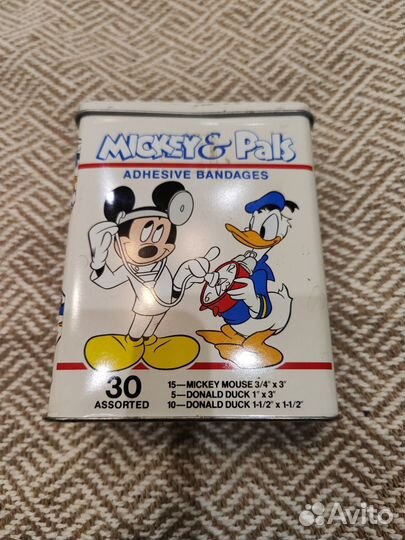 MICKEY & Pals
ADHESIVE BANDAGES
30
ASSORTED
15—MICKEY MOUSE 3/4" x 3"
5—DONALD DUCK 1" x 3"
10—DONALD DUCK 1-1/2" x 1-1/2"
Avito